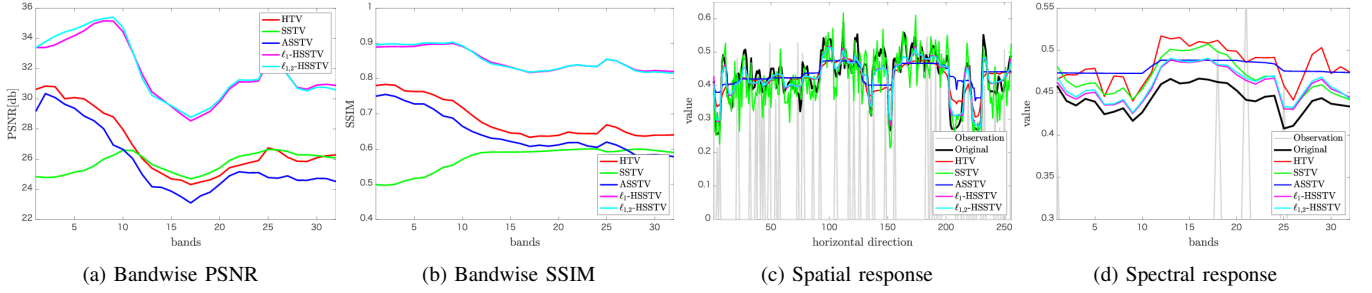 36
34
32
30
28
26
24
22
PSNR[db]
5 10 15 20 25 30
bands
HTV
SSTV
ASSTV
ℓ1-HSSTV
ℓ1,2-HSSTV
(a) Bandwise PSNR
1
0.9
0.8
0.7
0.6
0.5
0.4
SSIM
5 10 15 20 25 30
bands
HTV
SSTV
ASSTV
ℓ1-HSSTV
ℓ1,2-HSSTV
(b) Bandwise SSIM
0.6
0.5
0.4
0.3
0.2
0.1
0
value
50 100 150 200 250
horizontal direction
Observation
Original
HTV
SSTV
ASSTV
ℓ1-HSSTV
ℓ1,2-HSSTV
(c) Spatial response
0.55
0.5
0.45
0.4
0.35
0.3
value
5 10 15 20 25 30
bands
Observation
Original
HTV
SSTV
ASSTV
ℓ1-HSSTV
ℓ1,2-HSSTV
(d) Spectral response